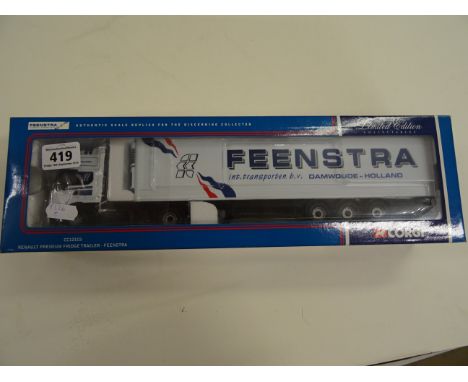 FEENSTRA
AUTHENTIC SCALE REPLICA FOR THE DISCERNING COLLECTOR
Limited Edition
419
FEENSTRA
int. transporten b.v. DAMWOUDE-HOLLAND
RENAULT PREMIUM FRIDGE TRAILER - FEENSTRA
CORGI